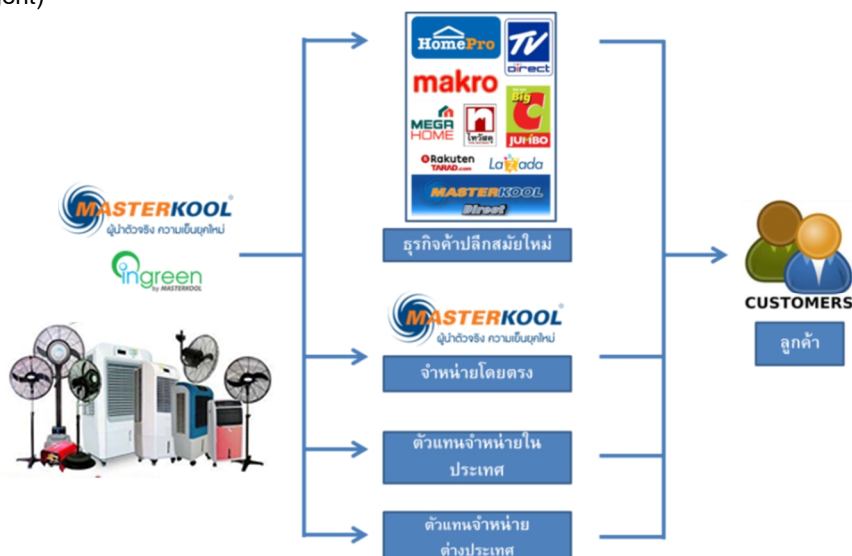 gent)
HomePro
TV
Direct
makro
MEGA
HOME
ไทวัสดุ
Big
C
JUMBO
Rakuten
TARAD.com
Lazada
MASTERKOOL
Direct
ธุรกิจค้าปลีกสมัยใหม่
MASTERKOOL®
ผู้นำตัวจริง ความเย็นยุคใหม่
ingreen
by MASTERKOOL
MASTERKOOL®
ผู้นำตัวจริง ความเย็นยุคใหม่
จำหน่ายโดยตรง
ตัวแทนจำหน่ายใน
ประเทศ
ตัวแทนจำหน่าย
ต่างประเทศ
CUSTOMERS
ลูกค้า